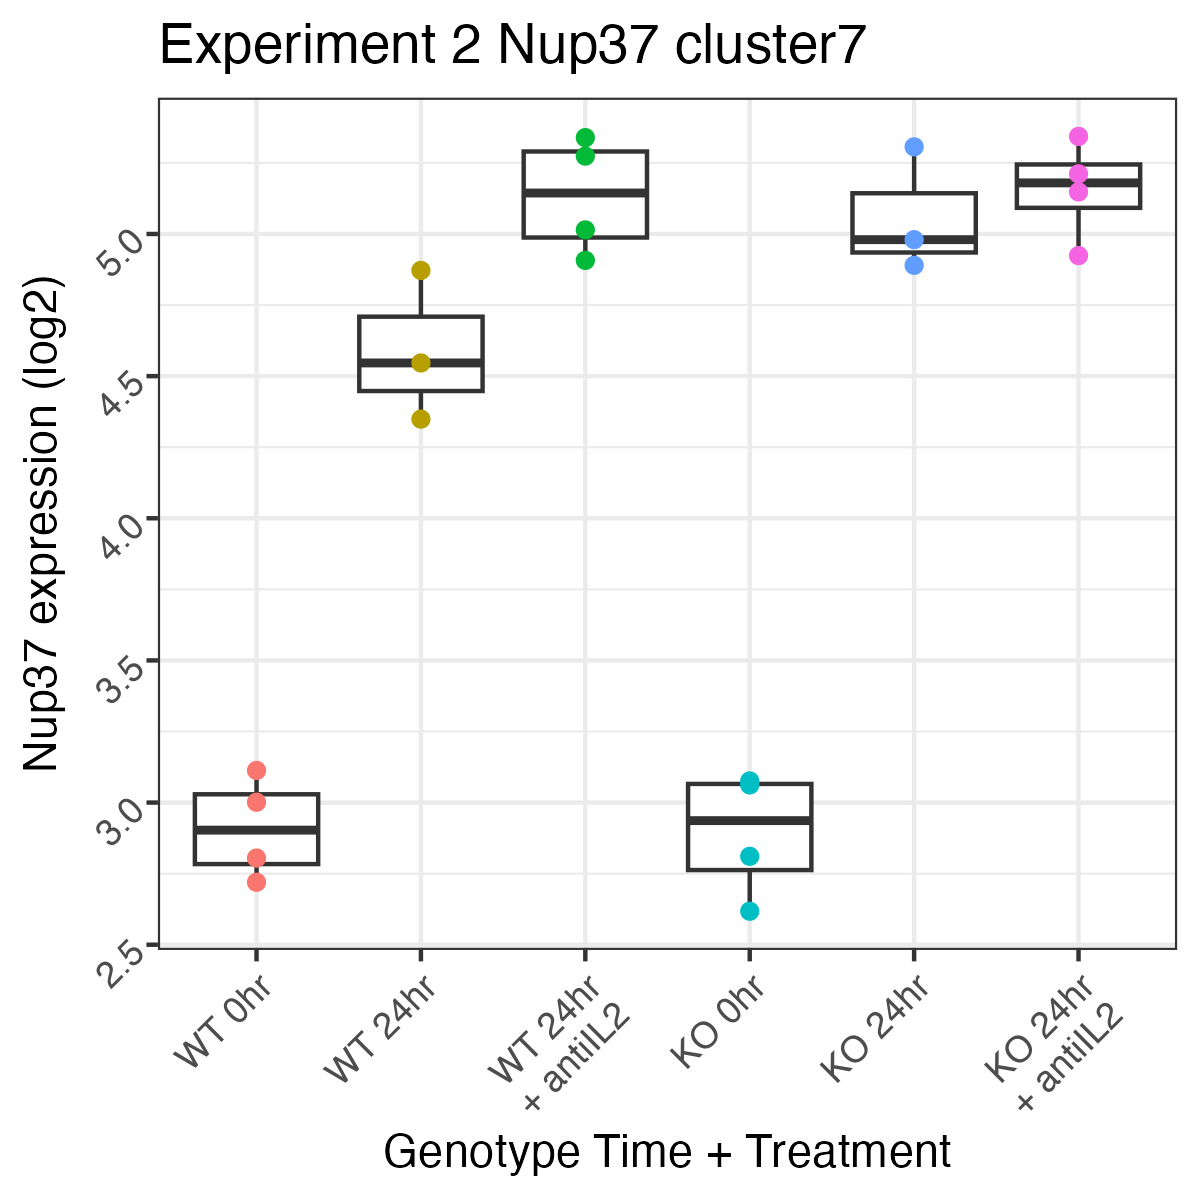 Experiment 2 Nup37 cluster7
Nup37 expression (log2)
5.0
4.5
4.0
3.5
3.0
2.5
WT 0hr
WT 24hr
WT 24hr
+ antiIL2
KO 0hr
KO 24hr
KO 24hr
+ antiIL2
Genotype Time + Treatment